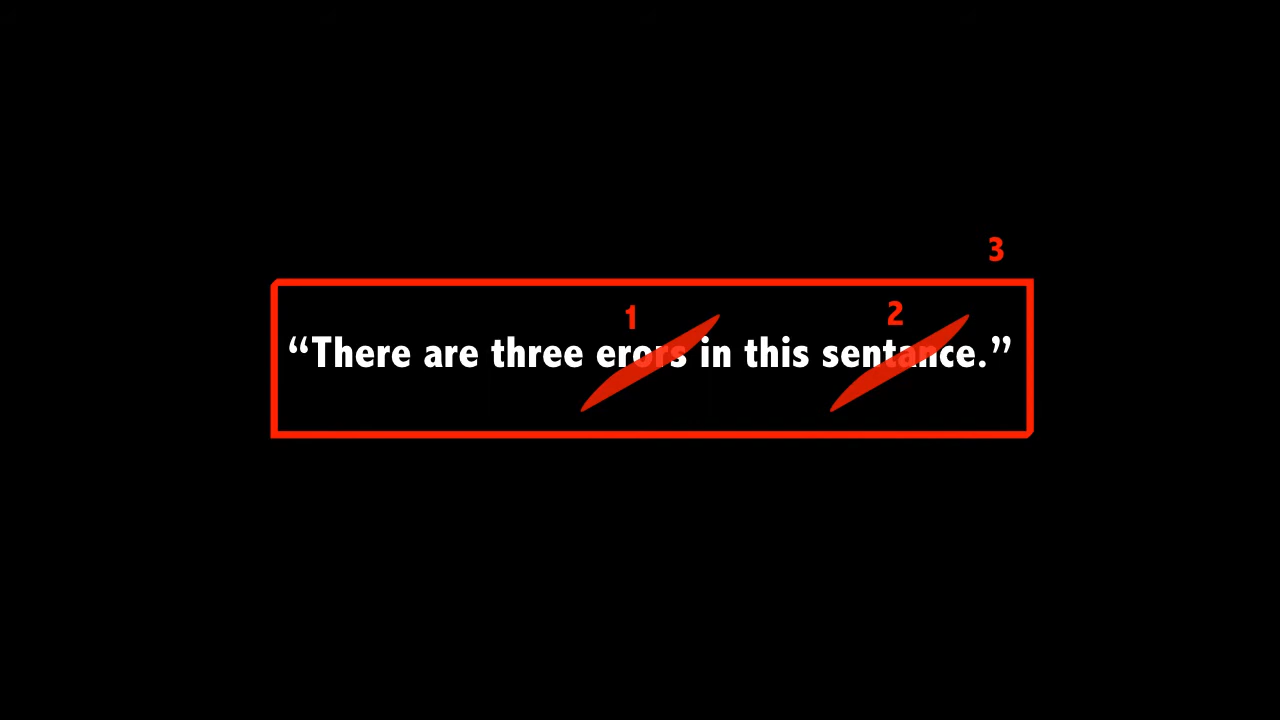 3
1 2
“There are three erors in this sentance.”